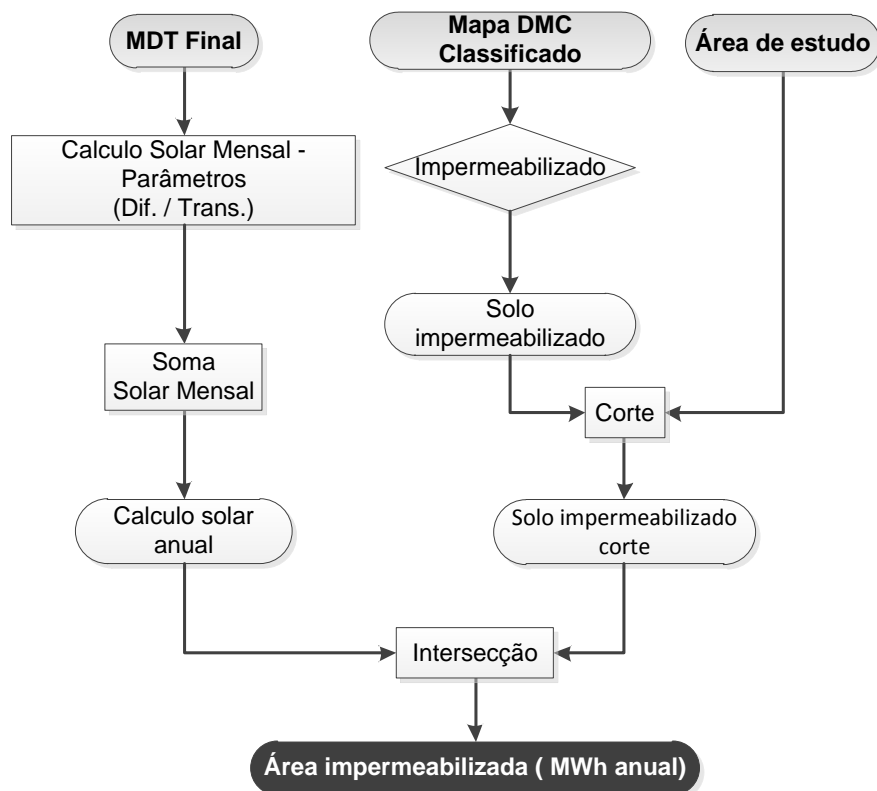 MDT Final
Mapa DMC
Classificado
Área de estudo
Calculo Solar Mensal -
Parâmetros
(Dif. / Trans.)
Impermeabilizado
Solo
impermeabilizado
Soma
Solar Mensal
Corte
Calculo solar
anual
Solo impermeabilizado
corte
Intersecção
Área impermeabilizada ( MWh anual)